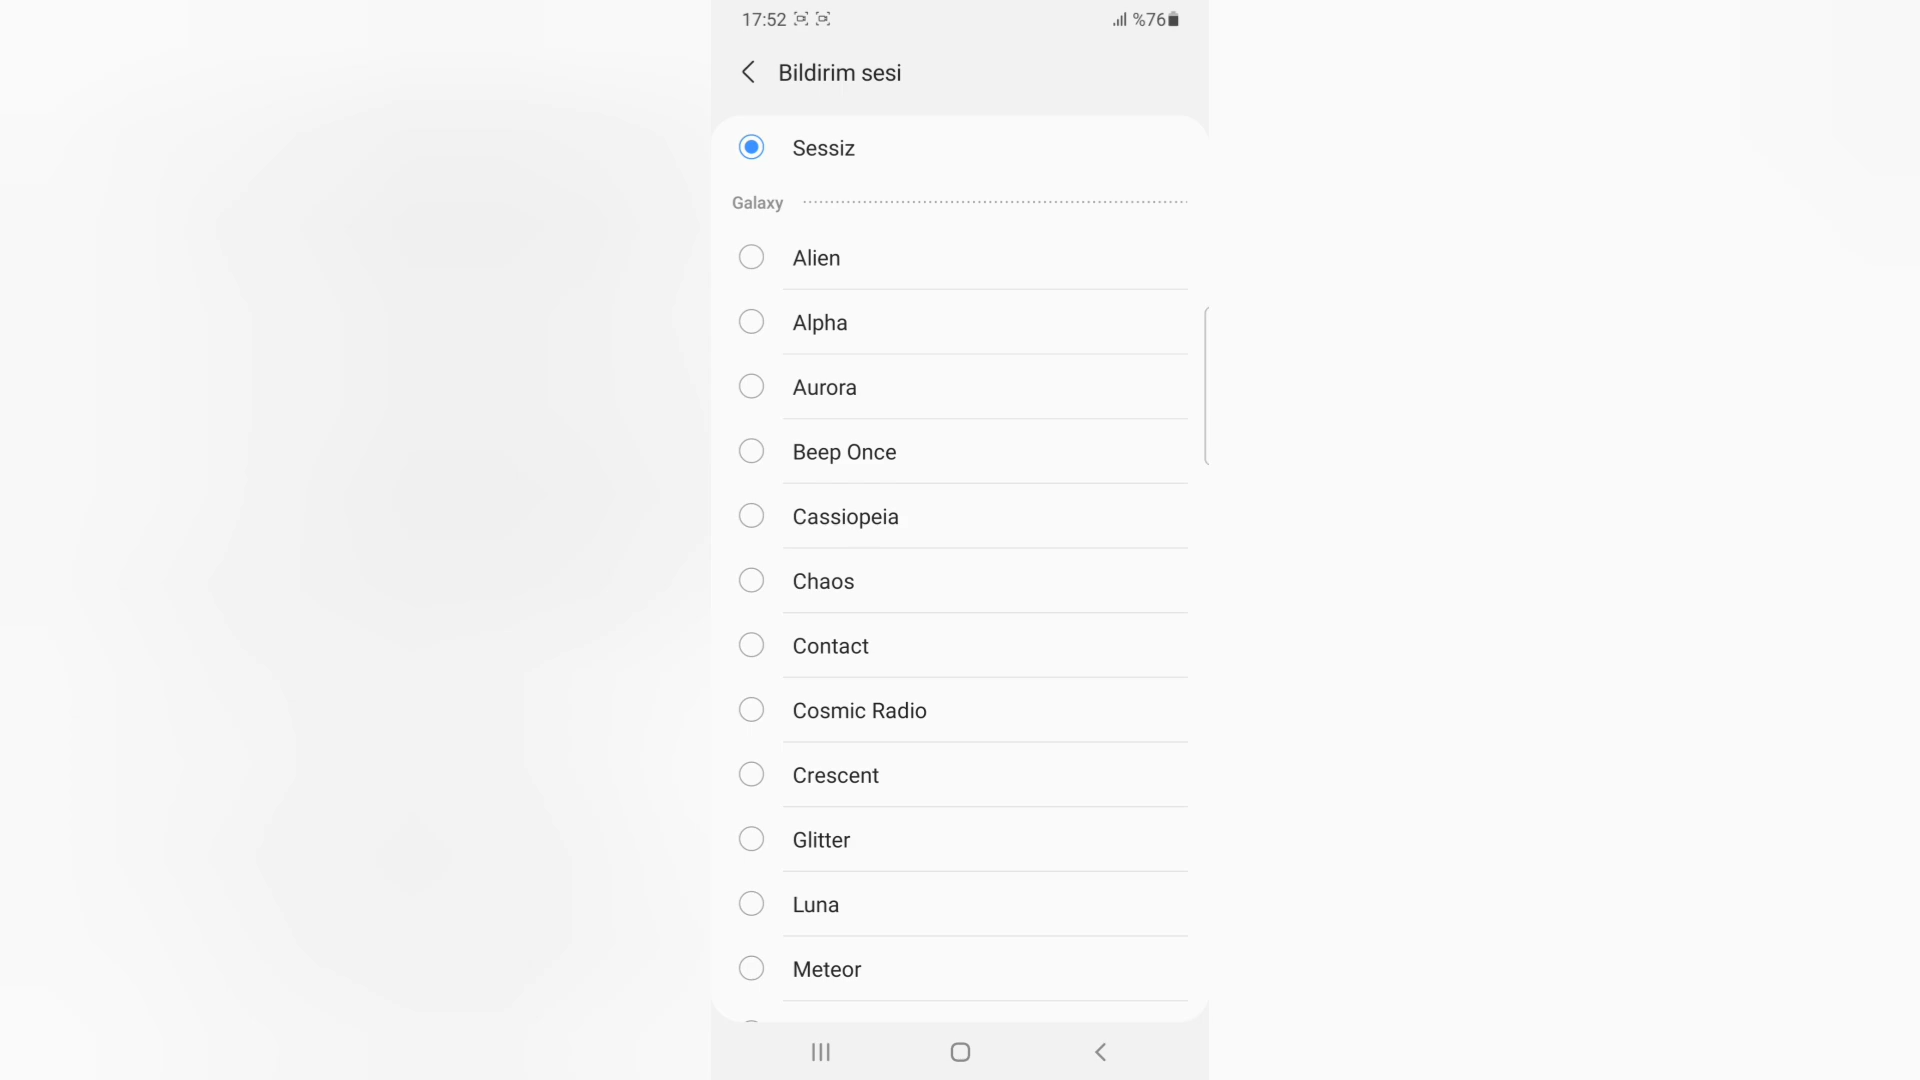 17:52 %76
Bildirim sesi
Sessiz
Galaxy
Alien
Alpha
Aurora
Beep Once
Cassiopeia
Chaos
Contact
Cosmic Radio
Crescent
Glitter
Luna
Meteor